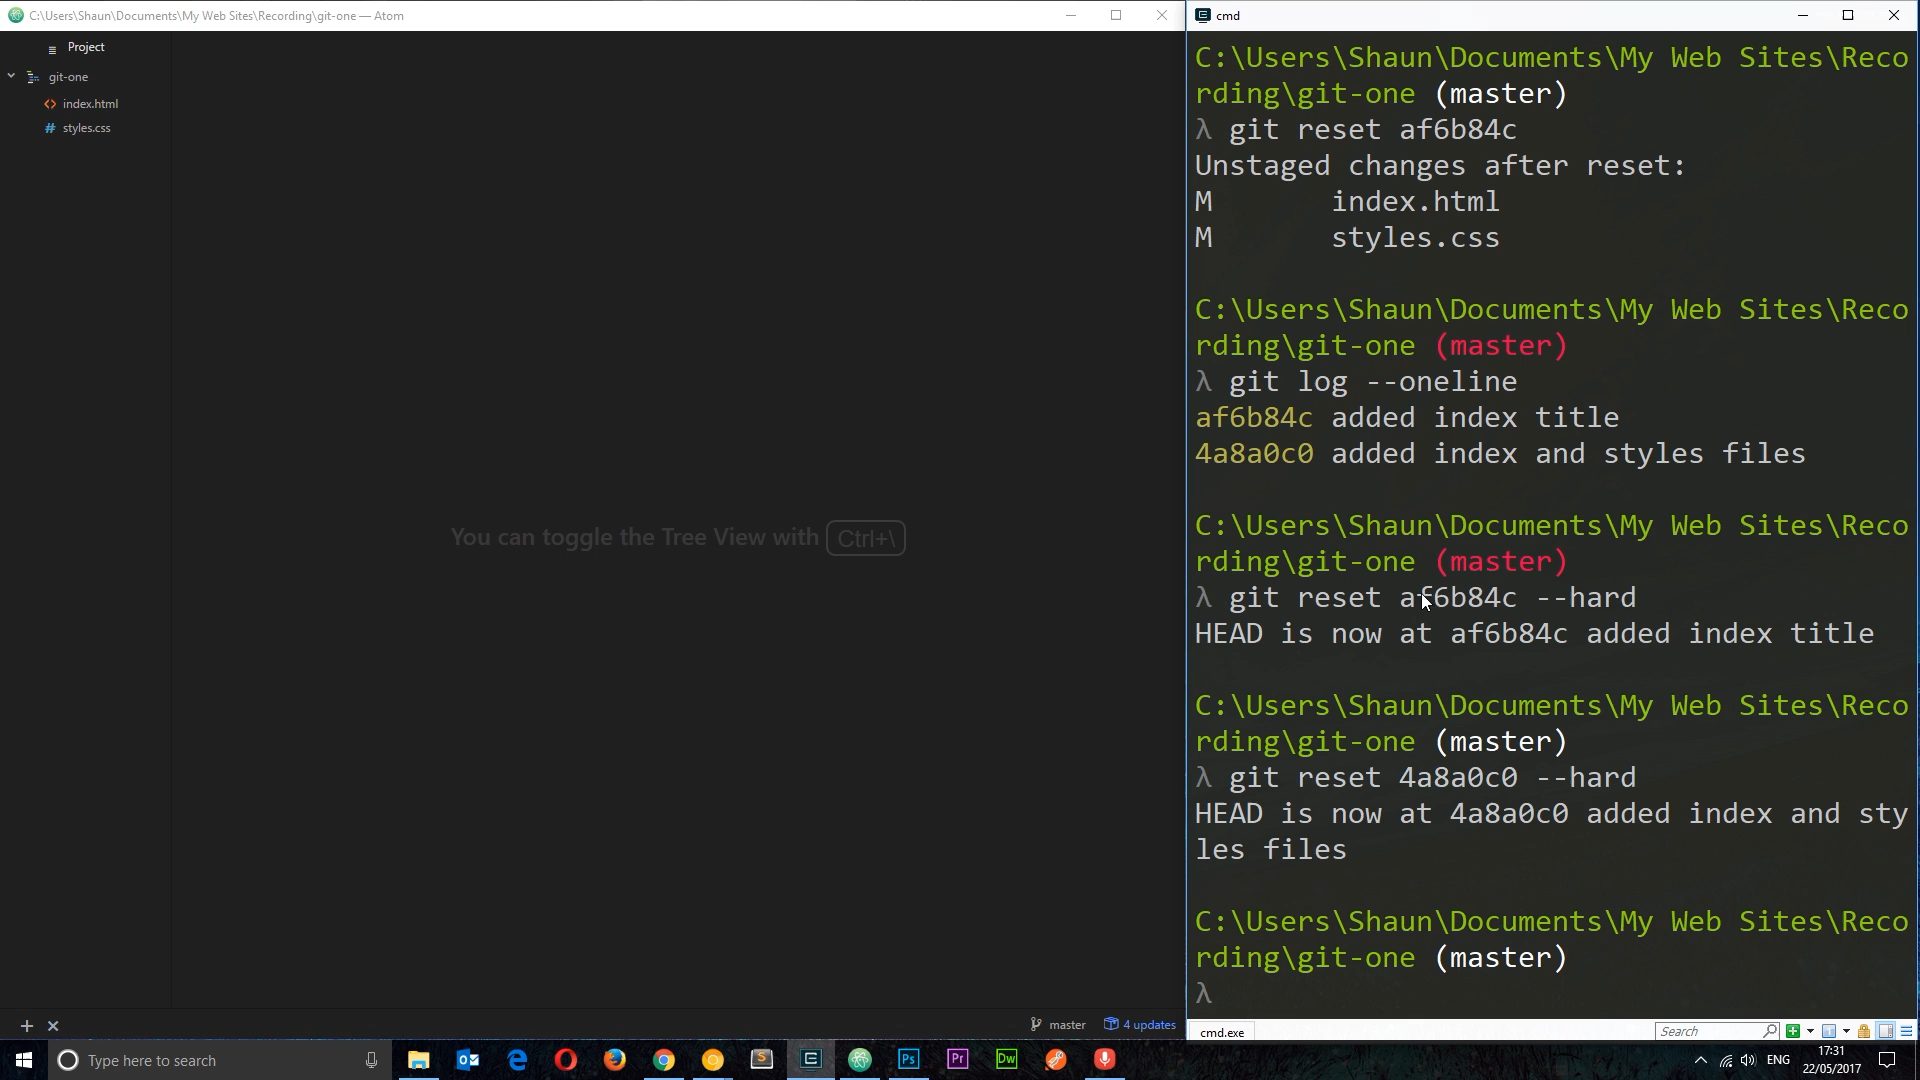 C:\Users\Shaun\Documents\My Web Sites\Recording\git-one — Atom
Project
git-one
index.html
styles.css
You can toggle the Tree View with Ctrl+\
master
4 updates
cmd
C:\Users\Shaun\Documents\My Web Sites\Reco
rding\git-one (master)
λ git reset af6b84c
Unstaged changes after reset:
M index.html
M styles.css
C:\Users\Shaun\Documents\My Web Sites\Reco
rding\git-one (master)
λ git log --oneline
af6b84c added index title
4a8a0c0 added index and styles files
C:\Users\Shaun\Documents\My Web Sites\Reco
rding\git-one (master)
λ git reset af6b84c --hard
HEAD is now at af6b84c added index title
C:\Users\Shaun\Documents\My Web Sites\Reco
rding\git-one (master)
λ git reset 4a8a0c0 --hard
HEAD is now at 4a8a0c0 added index and sty
les files
C:\Users\Shaun\Documents\My Web Sites\Reco
rding\git-one (master)
λ
cmd.exe
Search
Type here to search
Ps
Pr
Dw
ENG
17:31
22/05/2017